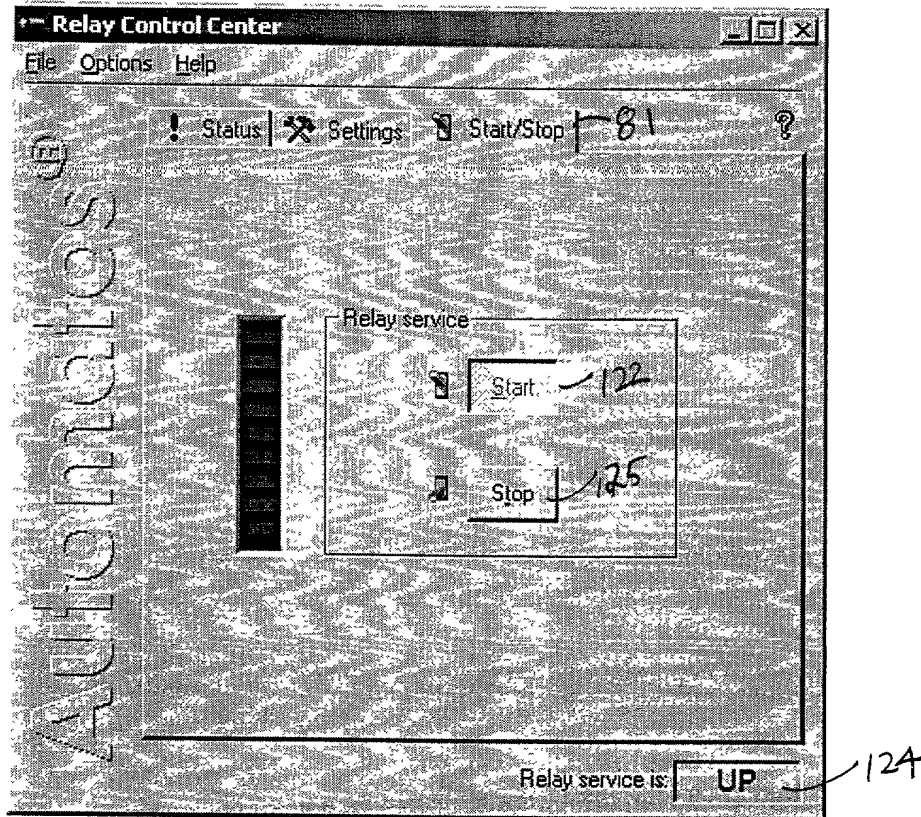 Relay Control Center
File Options Help
! Status Settings Start/Stop 81 ?
Automatos®
Relay service
Start 122
Stop 125
Relay service is: UP 124